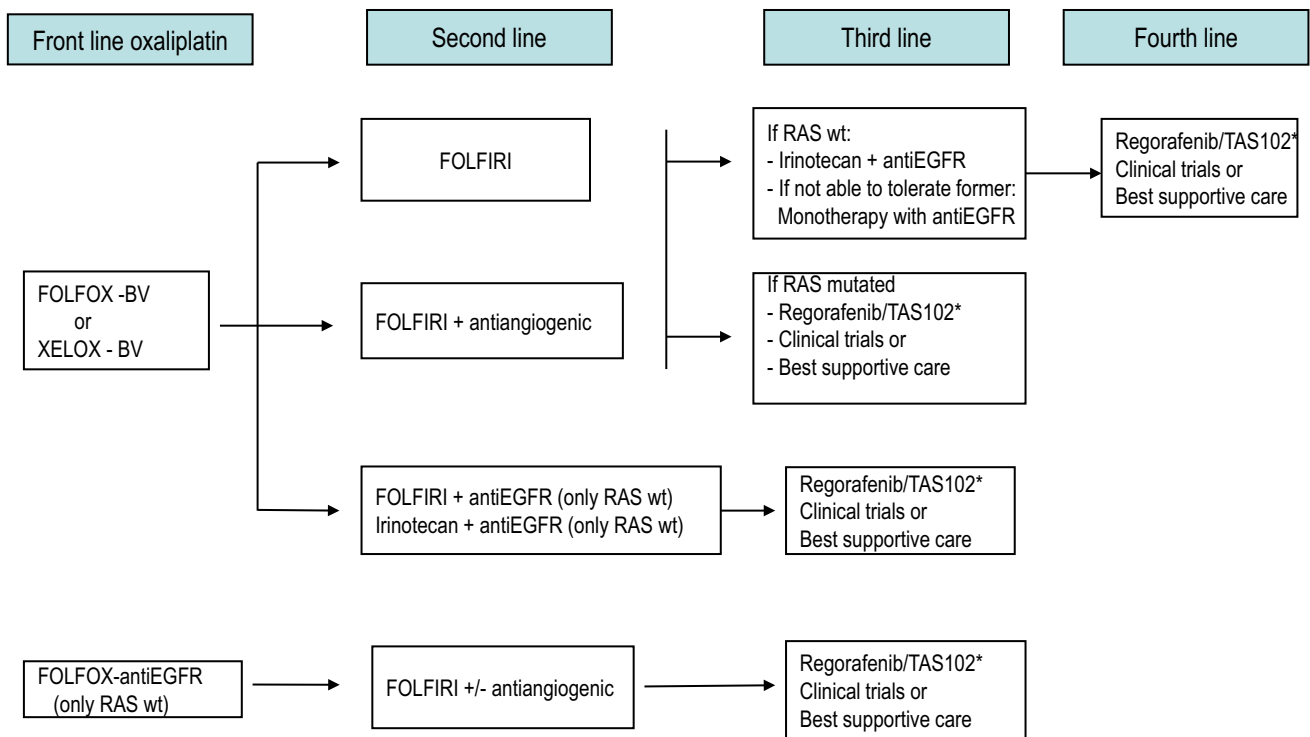 Front line oxaliplatin
Second line
Third line
Fourth line
FOLFOX -BV
or
XELOX - BV
FOLFIRI
FOLFIRI + antiangiogenic
FOLFIRI + antiEGFR (only RAS wt)
Irinotecan + antiEGFR (only RAS wt)
If RAS wt:
- Irinotecan + antiEGFR
- If not able to tolerate former:
Monotherapy with antiEGFR
If RAS mutated
- Regorafenib/TAS102*
- Clinical trials or
- Best supportive care
Regorafenib/TAS102*
Clinical trials or
Best supportive care
Regorafenib/TAS102*
Clinical trials or
Best supportive care
FOLFOX-antiEGFR
(only RAS wt)
FOLFIRI +/- antiangiogenic
Regorafenib/TAS102*
Clinical trials or
Best supportive care